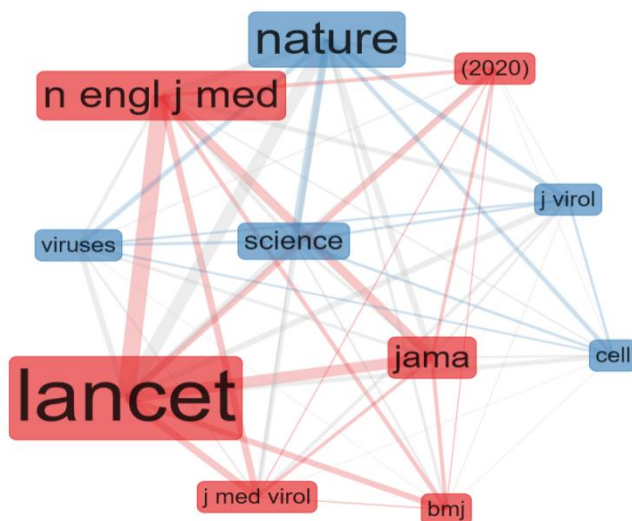 nature
(2020)
n engl j med
j virol
viruses
science
cell
jama
lancet
j med virol
bmj